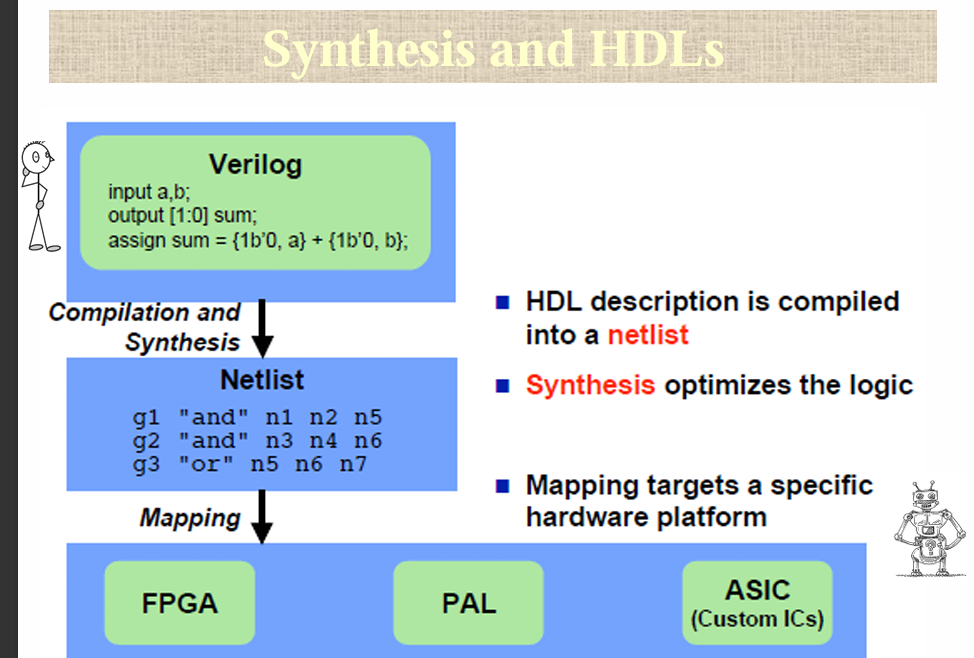 Synthesis and HDLs
Verilog
input a,b;
output [1:0] sum;
assign sum = {1b’0, a} + {1b’0, b};
Compilation and
Synthesis
Netlist
g1 "and" n1 n2 n5
g2 "and" n3 n4 n6
g3 "or" n5 n6 n7
Mapping
FPGA
PAL
ASIC
(Custom ICs)
HDL description is compiled
into a netlist
Synthesis optimizes the logic
Mapping targets a specific
hardware platform
?